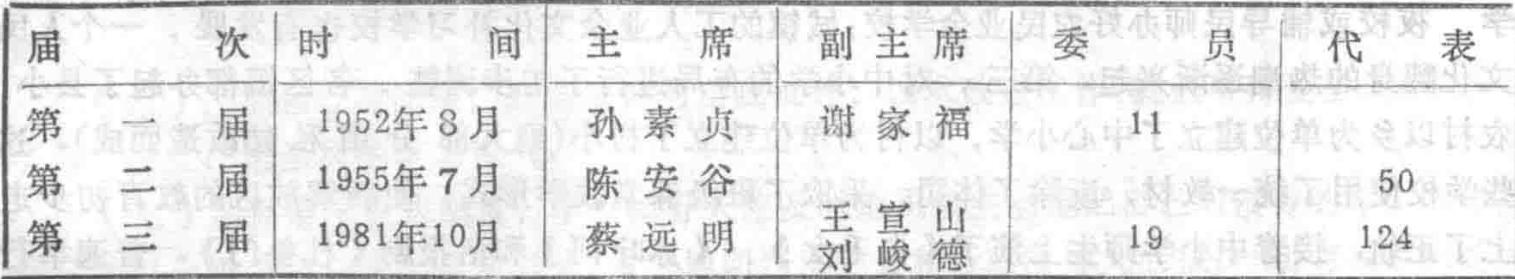 届次 时间 主席 副主席 委员 代表
第一届 1952年8月 孙素贞 谢家福 11
第二届 1955年7月 陈安谷 50
第三届 1981年10月 蔡远明 王宣山 19 124
刘峻德